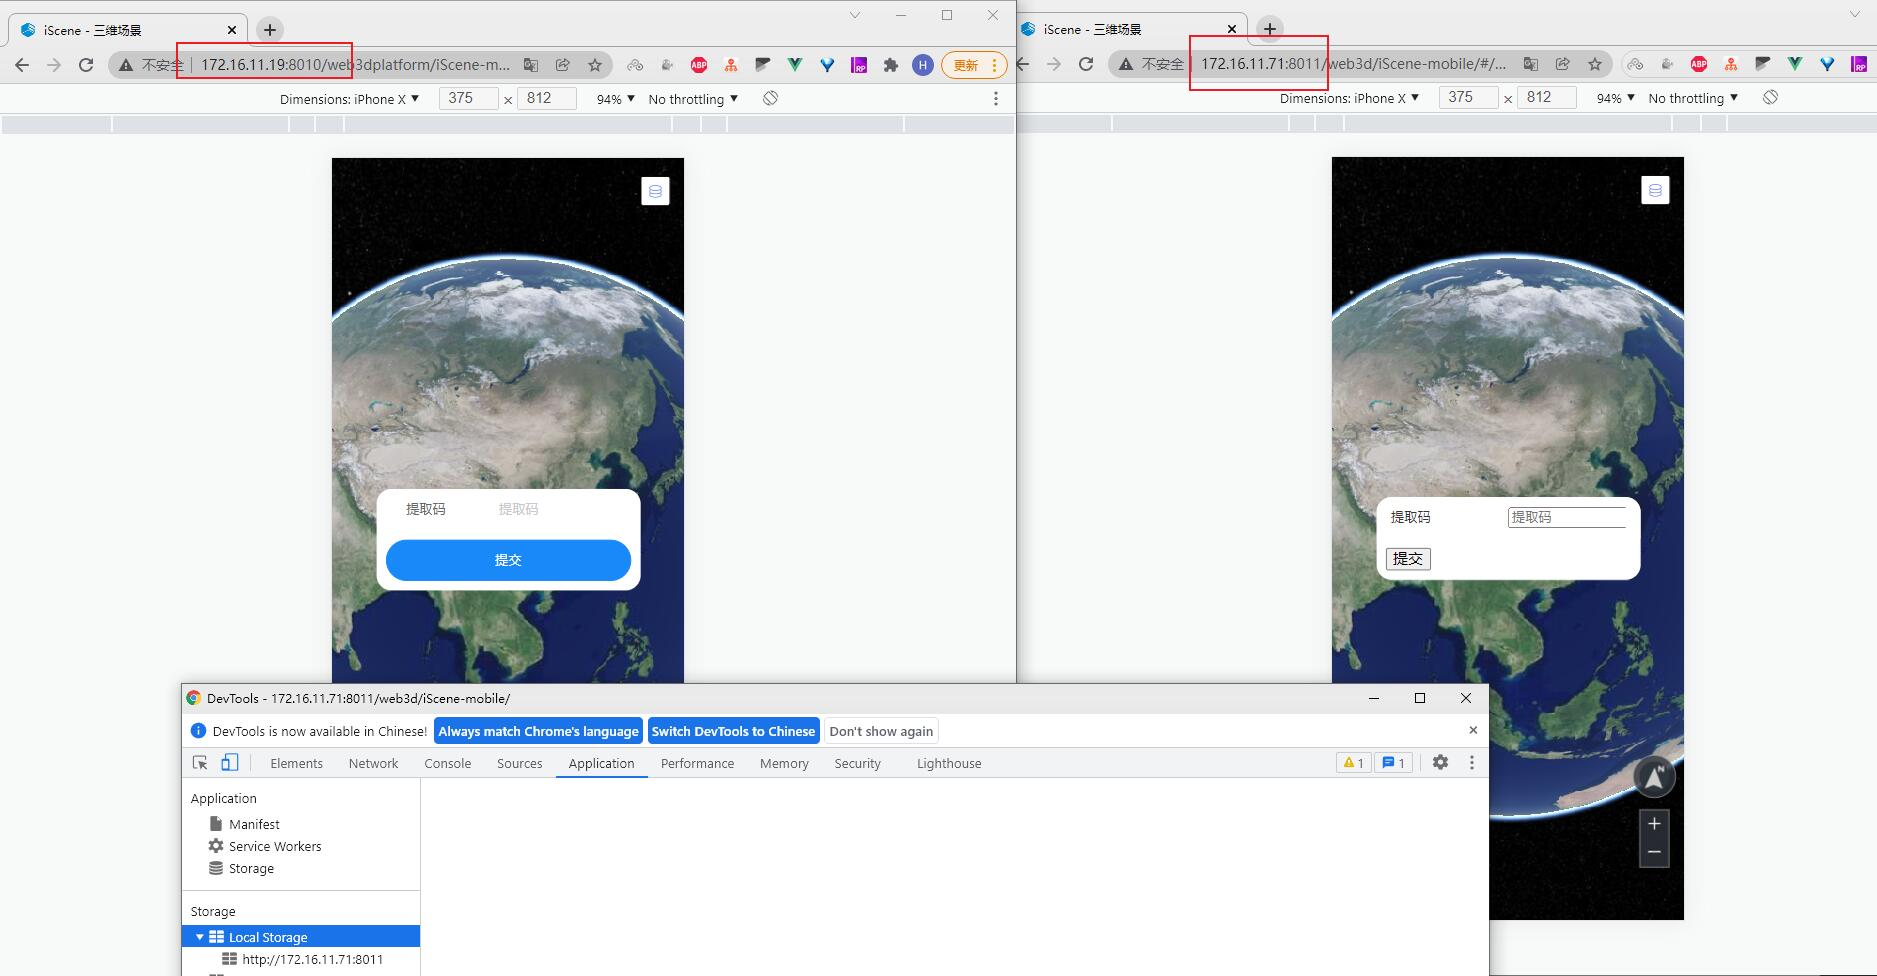 iScene - 三维场景
不安全 172.16.11.19:8010/web3dplatform/iScene-m...
ABP
RP
H
更新
Dimensions: iPhone X 375 × 812 94% No throttling
提取码 提取码
提交
iScene - 三维场景
不安全 172.16.11.71:8011/web3d/iScene-mobile/#/...
ABP
RP
Dimensions: iPhone X 375 × 812 94% No throttling
提取码 提取码
提交
N
+
−
DevTools - 172.16.11.71:8011/web3d/iScene-mobile/
DevTools is now available in Chinese! Always match Chrome's language Switch DevTools to Chinese Don't show again
Elements Network Console Sources Application Performance Memory Security Lighthouse 1 1
Application
Manifest
Service Workers
Storage
Storage
Local Storage
http://172.16.11.71:8011